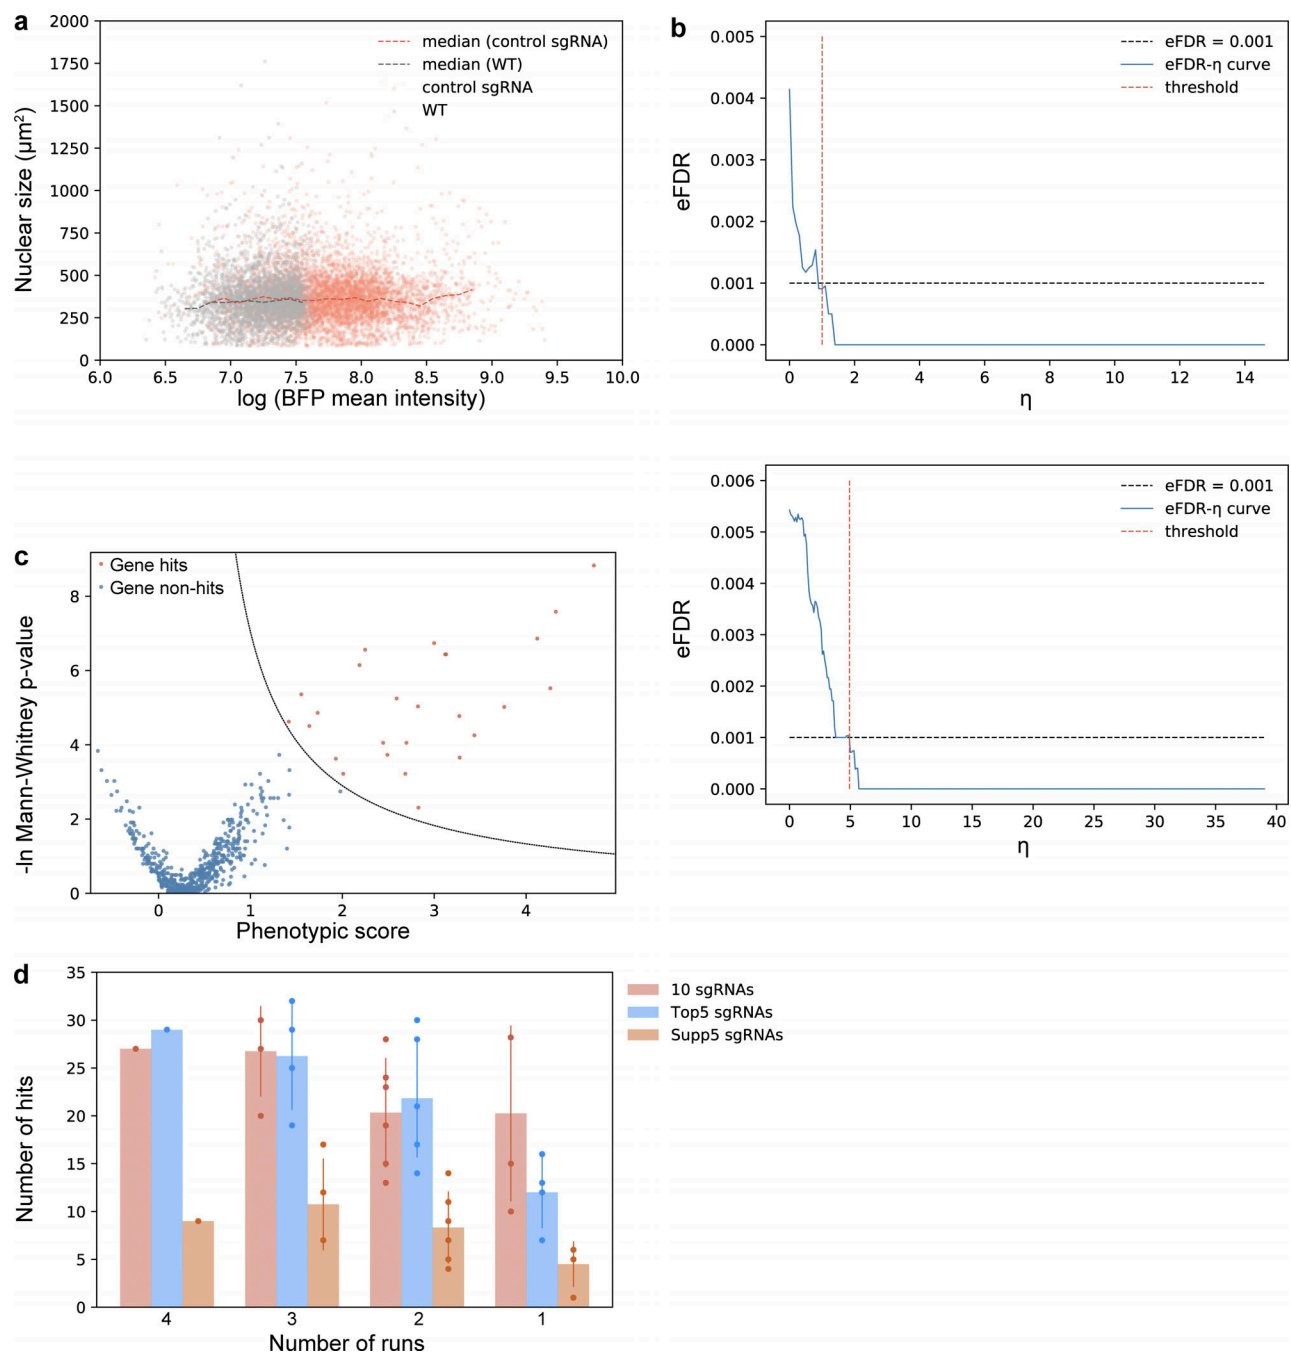 a
2000
1750
1500
1250
1000
750
500
250
0
Nuclear size (μm²)
median (control sgRNA)
median (WT)
control sgRNA
WT
6.0 6.5 7.0 7.5 8.0 8.5 9.0 9.5 10.0
log (BFP mean intensity)
b
0.005
0.004
0.003
0.002
0.001
0.000
eFDR
eFDR = 0.001
eFDR-η curve
threshold
0 2 4 6 8 10 12 14
η
0.006
0.005
0.004
0.003
0.002
0.001
0.000
eFDR
eFDR = 0.001
eFDR-η curve
threshold
0 5 10 15 20 25 30 35 40
η
c
Gene hits
Gene non-hits
8
6
4
2
0
-ln Mann-Whitney p-value
0 1 2 3 4
Phenotypic score
d
35
30
25
20
15
10
5
0
Number of hits
10 sgRNAs
Top5 sgRNAs
Supp5 sgRNAs
4 3 2 1
Number of runs